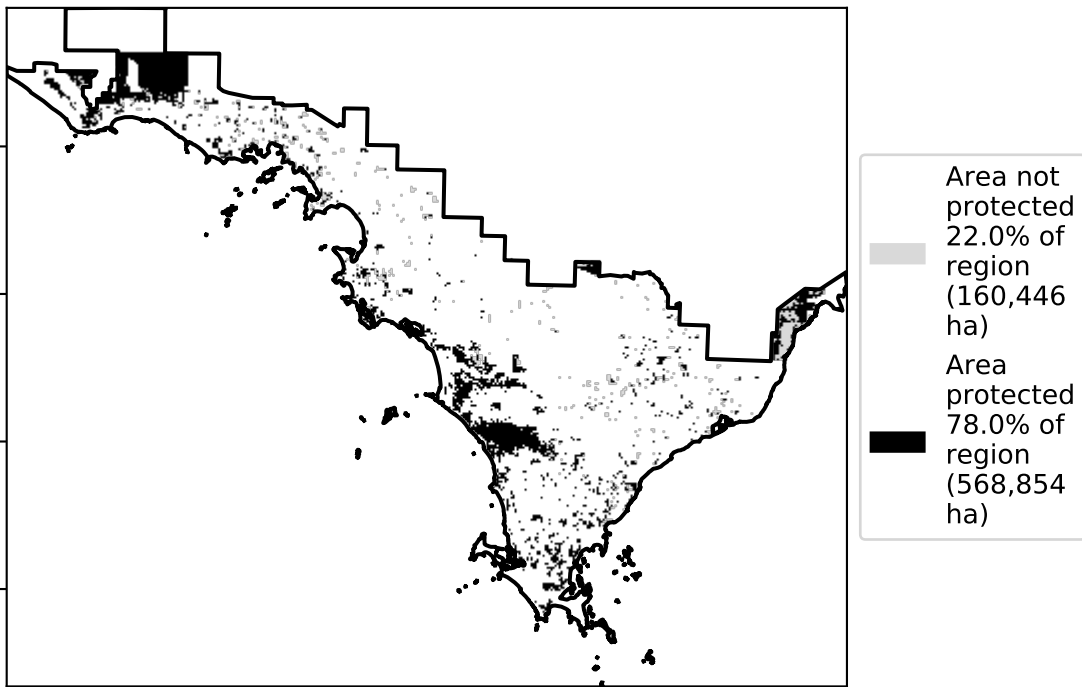 Area not
protected
22.0% of
region
(160,446
ha)
Area
protected
78.0% of
region
(568,854
ha)